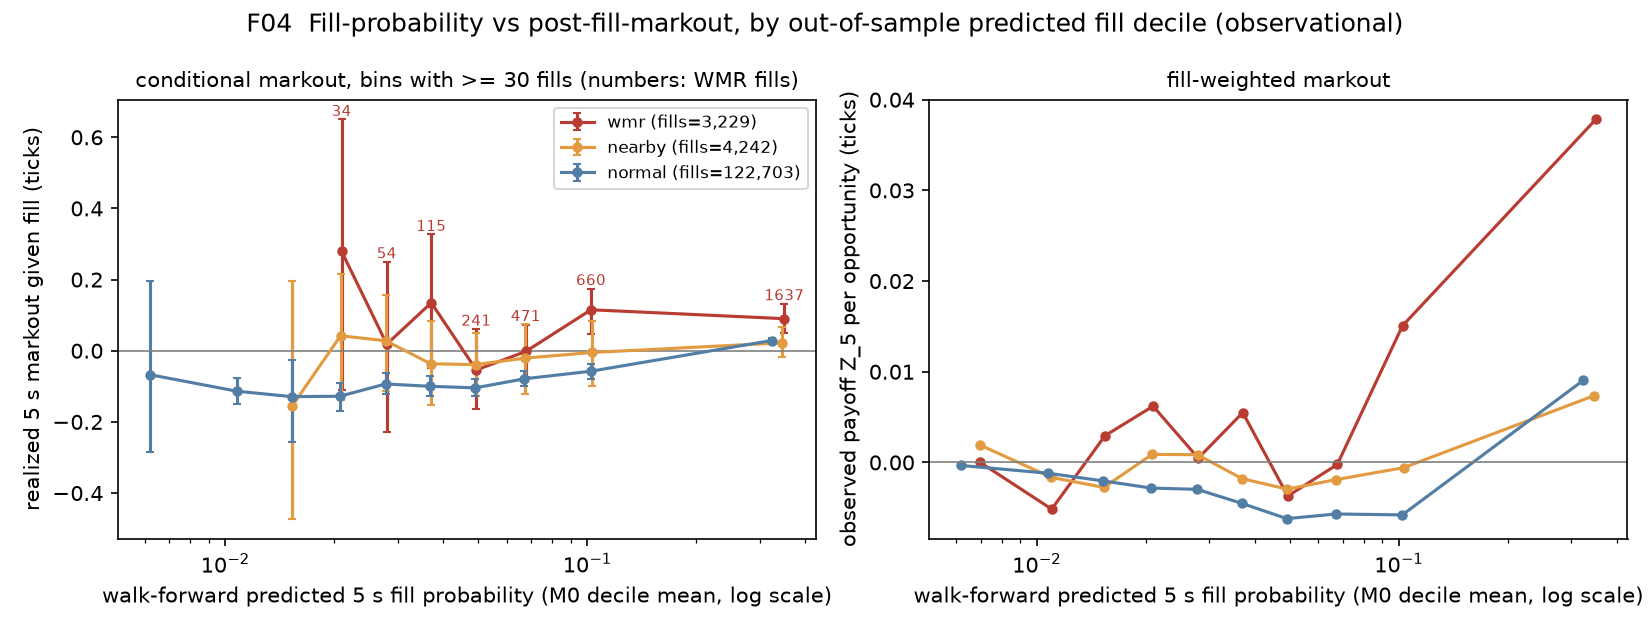 F04  Fill-probability vs post-fill-markout, by out-of-sample predicted fill decile (observational)
conditional markout, bins with >= 30 fills (numbers: WMR fills)
realized 5 s markout given fill (ticks)
0.6
0.4
0.2
0.0
−0.2
−0.4
34
54
115
241
471
660
1637
wmr (fills=3,229)
nearby (fills=4,242)
normal (fills=122,703)
10⁻²
10⁻¹
walk-forward predicted 5 s fill probability (M0 decile mean, log scale)
fill-weighted markout
observed payoff Z_5 per opportunity (ticks)
0.04
0.03
0.02
0.01
0.00
10⁻²
10⁻¹
walk-forward predicted 5 s fill probability (M0 decile mean, log scale)